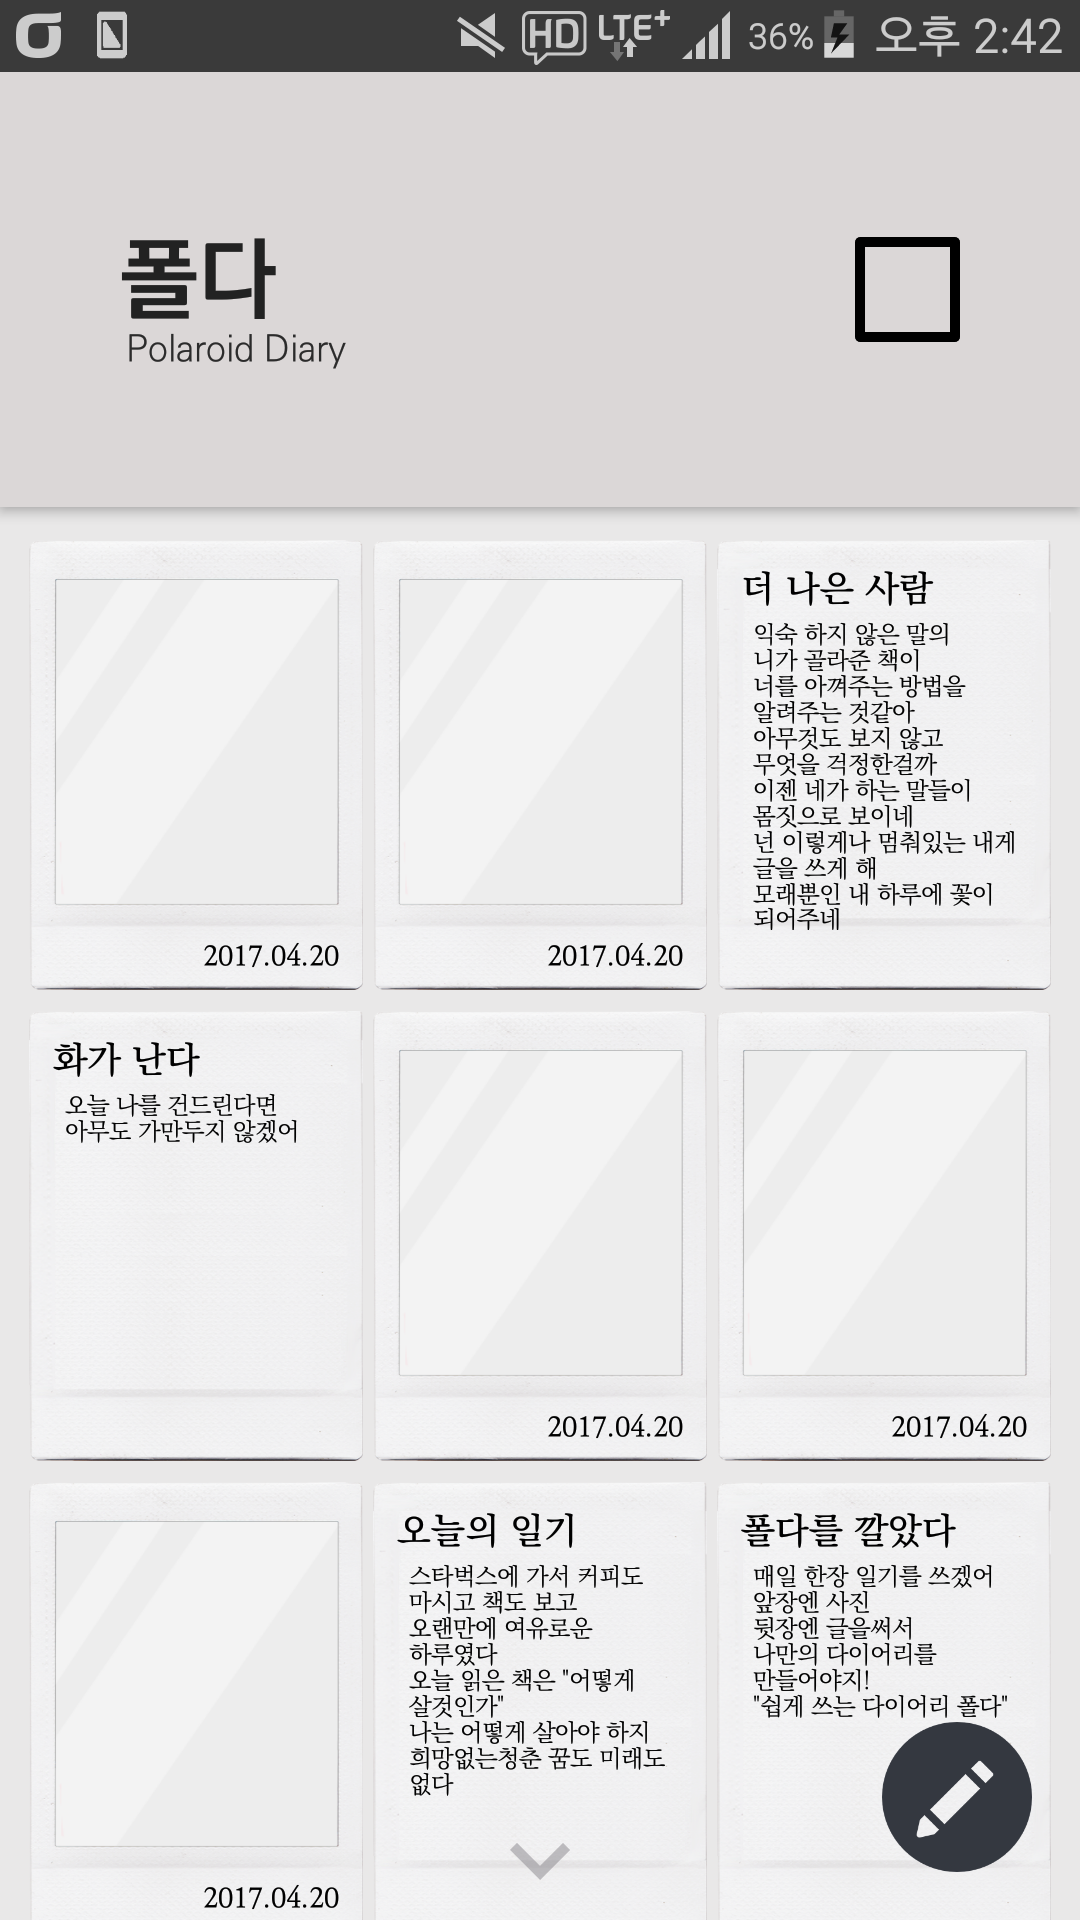 HD LTE+ 36% 오후 2:42
폴다
Polaroid Diary
2017.04.20
2017.04.20
더 나은 사람
익숙 하지 않은 말의
니가 골라준 책이
너를 아껴주는 방법을
알려주는 것같아
아무것도 보지 않고
무엇을 걱정한걸까
이젠 네가 하는 말들이
몸짓으로 보이네
넌 이렇게나 멈춰있는 내게
글을 쓰게 해
모래뿐인 내 하루에 꽃이
되어주네
화가 난다
오늘 나를 건드린다면
아무도 가만두지 않겠어
2017.04.20
2017.04.20
2017.04.20
오늘의 일기
스타벅스에 가서 커피도
마시고 책도 보고
오랜만에 여유로운
하루였다
오늘 읽은 책은 "어떻게
살것인가"
나는 어떻게 살아야 하지
희망없는청춘 꿈도 미래도
없다
폴다를 깔았다
매일 한장 일기를 쓰겠어
앞장엔 사진
뒷장엔 글을써서
나만의 다이어리를
만들어야지!
"쉽게 쓰는 다이어리 폴다"